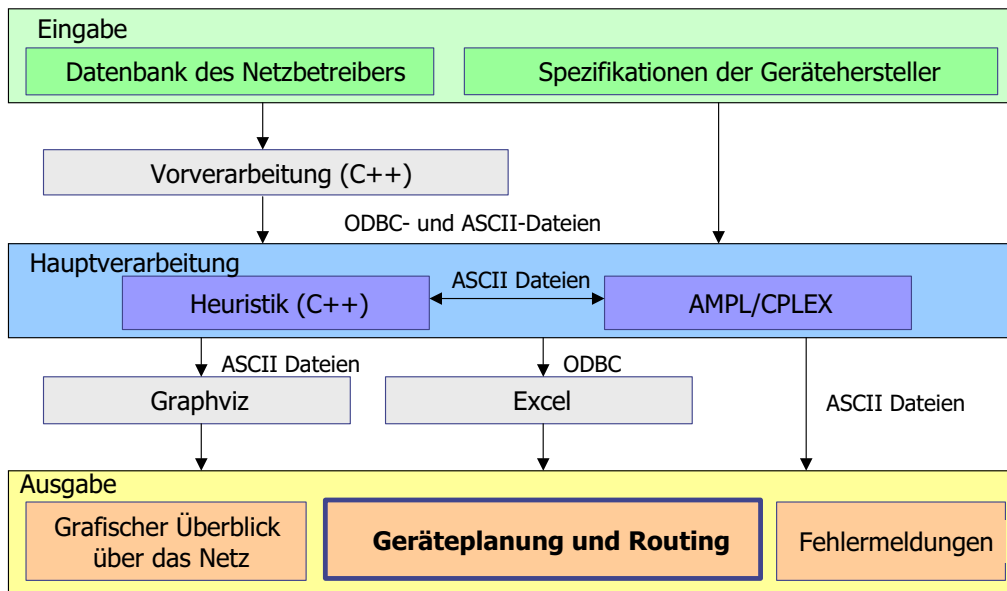 Eingabe
Datenbank des Netzbetreibers
Spezifikationen der Gerätehersteller
Vorverarbeitung (C++)
ODBC- und ASCII-Dateien
Hauptverarbeitung
Heuristik (C++)
ASCII Dateien
AMPL/CPLEX
ASCII Dateien
ODBC
Graphviz
Excel
ASCII Dateien
Ausgabe
Grafischer Überblick
über das Netz
Geräteplanung und Routing
Fehlermeldungen